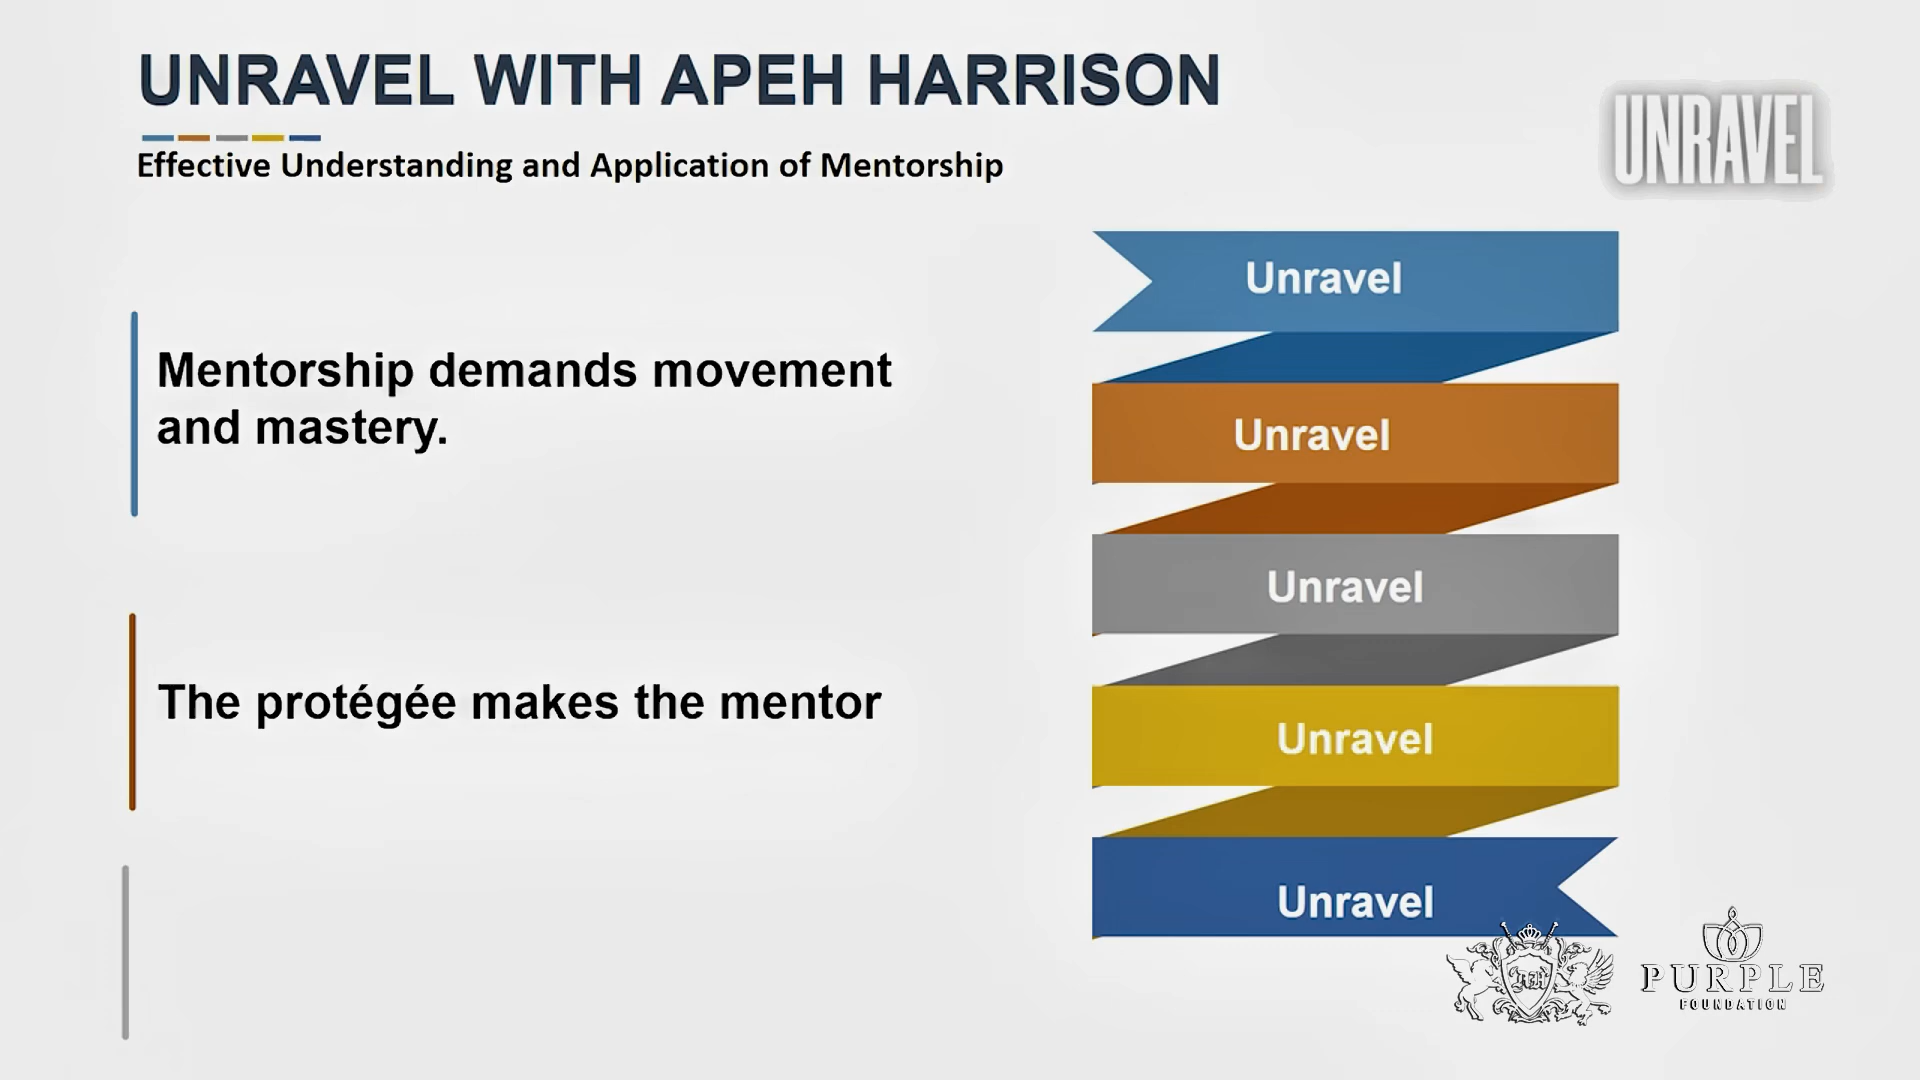 UNRAVEL WITH APEH HARRISON
Effective Understanding and Application of Mentorship
UNRAVEL
Mentorship demands movement
and mastery.
The protégée makes the mentor
Unravel
Unravel
Unravel
Unravel
Unravel
PURPLE
FOUNDATION